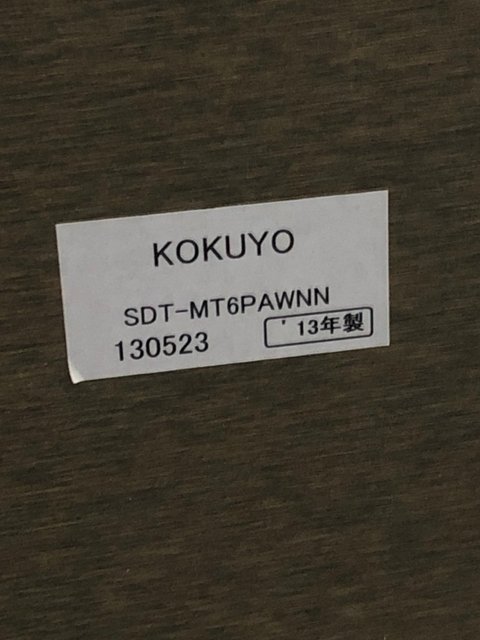 KOKUYO
SDT-MT6PAWNN
130523
'13年製